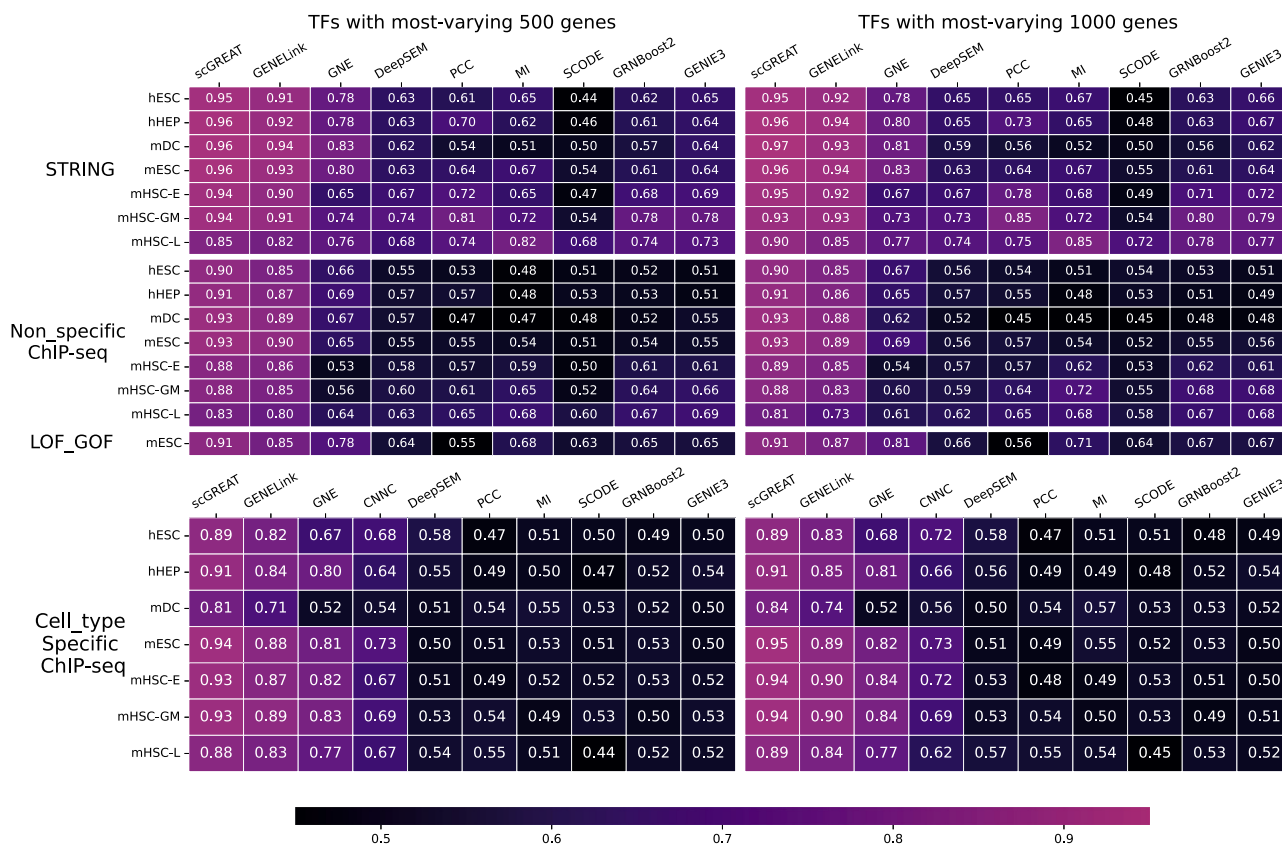 TFs with most-varying 500 genes TFs with most-varying 1000 genes
scGREAT GENELink GNE DeepSEM PCC MI SCODE GRNBoost2 GENIE3 scGREAT GENELink GNE DeepSEM PCC MI SCODE GRNBoost2 GENIE3
STRING
hESC 0.95 0.91 0.78 0.63 0.61 0.65 0.44 0.62 0.65 0.95 0.92 0.78 0.65 0.65 0.67 0.45 0.63 0.66
hHEP 0.96 0.92 0.78 0.63 0.70 0.62 0.46 0.61 0.64 0.96 0.94 0.80 0.65 0.73 0.65 0.48 0.63 0.67
mDC 0.96 0.94 0.83 0.62 0.54 0.51 0.50 0.57 0.64 0.97 0.93 0.81 0.59 0.56 0.52 0.50 0.56 0.62
mESC 0.96 0.93 0.80 0.63 0.64 0.67 0.54 0.61 0.64 0.96 0.94 0.83 0.63 0.64 0.67 0.55 0.61 0.64
mHSC-E 0.94 0.90 0.65 0.67 0.72 0.65 0.47 0.68 0.69 0.95 0.92 0.67 0.67 0.78 0.68 0.49 0.71 0.72
mHSC-GM 0.94 0.91 0.74 0.74 0.81 0.72 0.54 0.78 0.78 0.93 0.93 0.73 0.73 0.85 0.72 0.54 0.80 0.79
mHSC-L 0.85 0.82 0.76 0.68 0.74 0.82 0.68 0.74 0.73 0.90 0.85 0.77 0.74 0.75 0.85 0.72 0.78 0.77
Non_specific
ChIP-seq
hESC 0.90 0.85 0.66 0.55 0.53 0.48 0.51 0.52 0.51 0.90 0.85 0.67 0.56 0.54 0.51 0.54 0.53 0.51
hHEP 0.91 0.87 0.69 0.57 0.57 0.48 0.53 0.53 0.51 0.91 0.86 0.65 0.57 0.55 0.48 0.53 0.51 0.49
mDC 0.93 0.89 0.67 0.57 0.47 0.47 0.48 0.52 0.55 0.93 0.88 0.62 0.52 0.45 0.45 0.45 0.48 0.48
mESC 0.93 0.90 0.65 0.55 0.55 0.54 0.51 0.54 0.55 0.93 0.89 0.69 0.56 0.57 0.54 0.52 0.55 0.56
mHSC-E 0.88 0.86 0.53 0.58 0.57 0.59 0.50 0.61 0.61 0.89 0.85 0.54 0.57 0.57 0.62 0.53 0.62 0.61
mHSC-GM 0.88 0.85 0.56 0.60 0.61 0.65 0.52 0.64 0.66 0.88 0.83 0.60 0.59 0.64 0.72 0.55 0.68 0.68
mHSC-L 0.83 0.80 0.64 0.63 0.65 0.68 0.60 0.67 0.69 0.81 0.73 0.61 0.62 0.65 0.68 0.58 0.67 0.68
LOF_GOF
mESC 0.91 0.85 0.78 0.64 0.55 0.68 0.63 0.65 0.65 0.91 0.87 0.81 0.66 0.56 0.71 0.64 0.67 0.67
scGREAT GENELink GNE CNNC DeepSEM PCC MI SCODE GRNBoost2 GENIE3 scGREAT GENELink GNE CNNC DeepSEM PCC MI SCODE GRNBoost2 GENIE3
Cell_type
Specific
ChIP-seq
hESC 0.89 0.82 0.67 0.68 0.58 0.47 0.51 0.50 0.49 0.50 0.89 0.83 0.68 0.72 0.58 0.47 0.51 0.51 0.48 0.49
hHEP 0.91 0.84 0.80 0.64 0.55 0.49 0.50 0.47 0.52 0.54 0.91 0.85 0.81 0.66 0.56 0.49 0.49 0.48 0.52 0.54
mDC 0.81 0.71 0.52 0.54 0.51 0.54 0.55 0.53 0.52 0.50 0.84 0.74 0.52 0.56 0.50 0.54 0.57 0.53 0.53 0.52
mESC 0.94 0.88 0.81 0.73 0.50 0.51 0.53 0.51 0.53 0.50 0.95 0.89 0.82 0.73 0.51 0.49 0.55 0.52 0.53 0.50
mHSC-E 0.93 0.87 0.82 0.67 0.51 0.49 0.52 0.52 0.53 0.52 0.94 0.90 0.84 0.72 0.53 0.48 0.49 0.53 0.51 0.50
mHSC-GM 0.93 0.89 0.83 0.69 0.53 0.54 0.49 0.53 0.50 0.53 0.94 0.90 0.84 0.69 0.53 0.54 0.50 0.53 0.49 0.51
mHSC-L 0.88 0.83 0.77 0.67 0.54 0.55 0.51 0.44 0.52 0.52 0.89 0.84 0.77 0.62 0.57 0.55 0.54 0.45 0.53 0.52
0.5 0.6 0.7 0.8 0.9